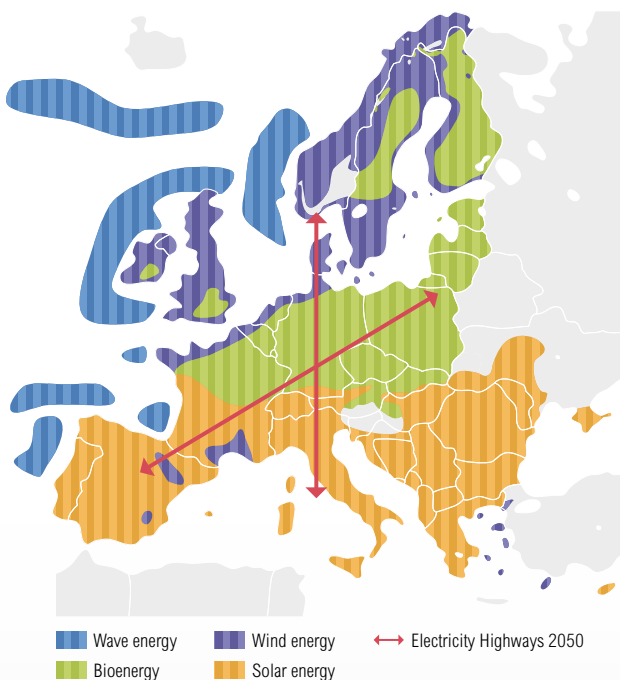 Wave energy
Wind energy
Electricity Highways 2050
Bioenergy
Solar energy